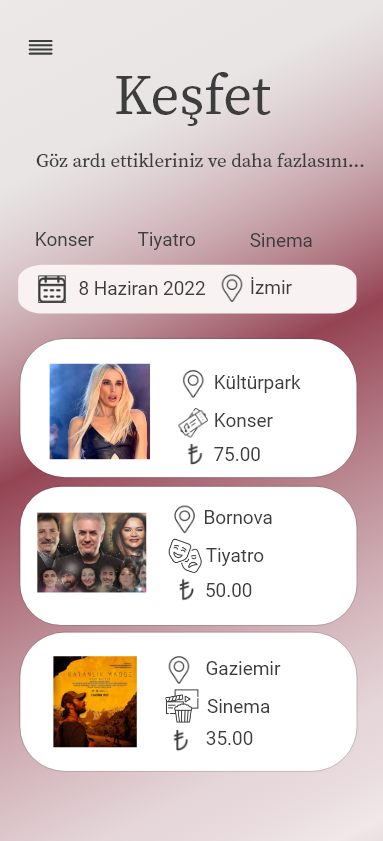 Keşfet
Göz ardı ettikleriniz ve daha fazlasını...
Konser Tiyatro Sinema
8 Haziran 2022 İzmir
Kültürpark
Konser
₺ 75.00
Bornova
Tiyatro
₺ 50.00
Gaziemir
Sinema
₺ 35.00